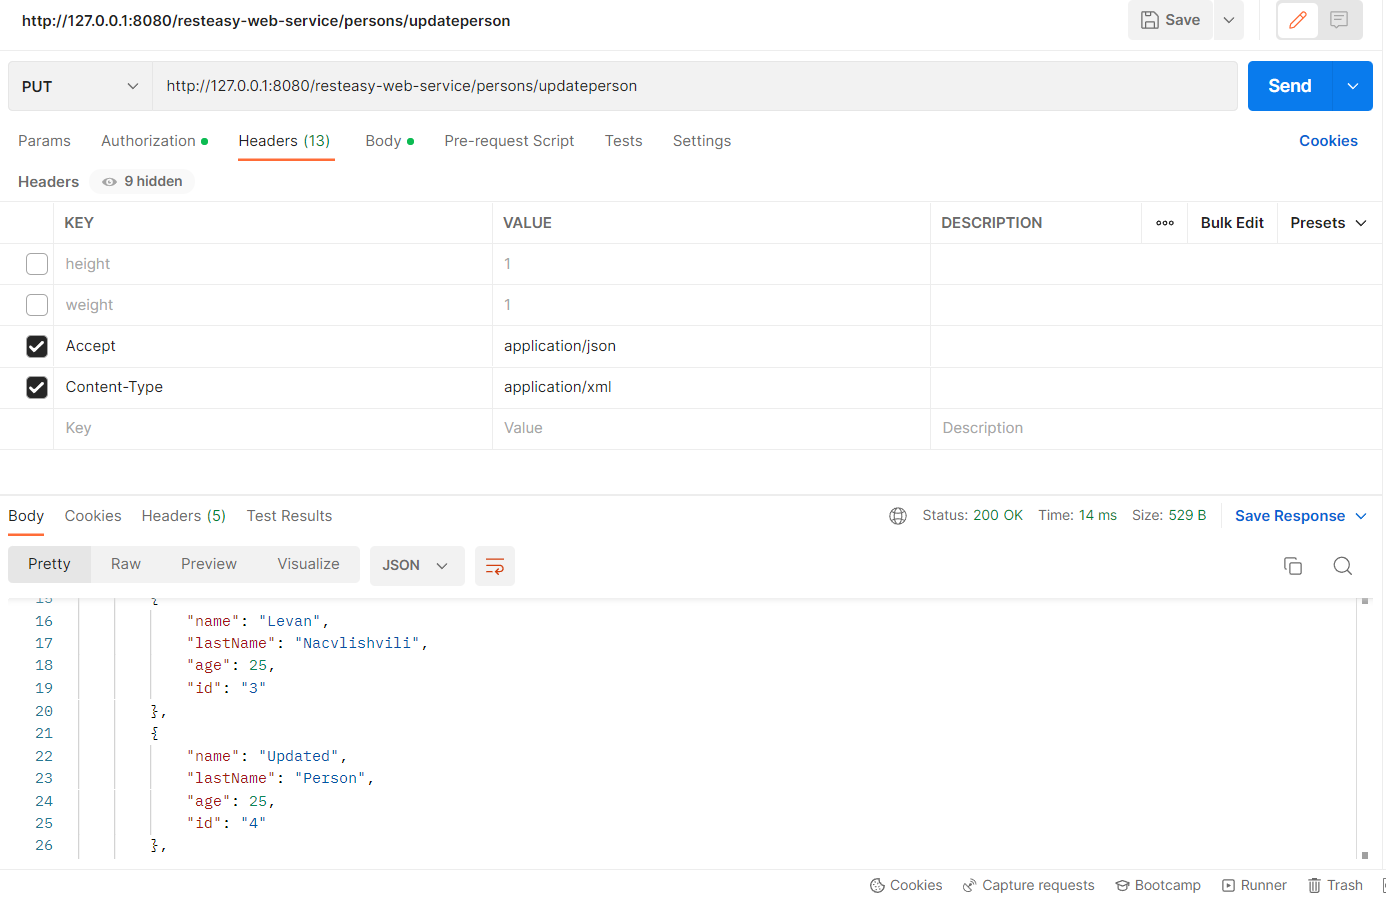 http://127.0.0.1:8080/resteasy-web-service/persons/updateperson
Save
PUT
http://127.0.0.1:8080/resteasy-web-service/persons/updateperson
Send
Params Authorization Headers (13) Body Pre-request Script Tests Settings Cookies
Headers 9 hidden
KEY VALUE DESCRIPTION Bulk Edit Presets
height 1
weight 1
Accept application/json
Content-Type application/xml
Key Value Description
Body Cookies Headers (5) Test Results Status: 200 OK Time: 14 ms Size: 529 B Save Response
Pretty Raw Preview Visualize JSON
15 {
16 "name": "Levan",
17 "lastName": "Nacvlishvili",
18 "age": 25,
19 "id": "3"
20 },
21 {
22 "name": "Updated",
23 "lastName": "Person",
24 "age": 25,
25 "id": "4"
26 },
Cookies Capture requests Bootcamp Runner Trash